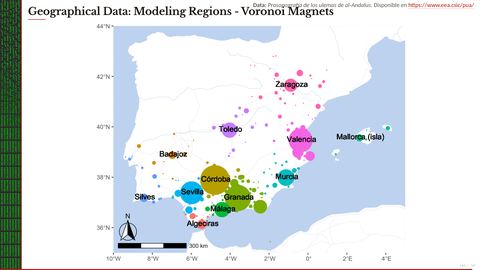 Data: Prosopografía de los ulemas de al-Andalus. Disponible en https://www.eea.csic/pua/
Geographical Data: Modeling Regions - Voronoi Magnets
44°N
42°N
Zaragoza
40°N
Toledo
Valencia
Mallorca (isla)
Badajoz
38°N
Córdoba
Murcia
Silves
Sevilla
Granada
Málaga
N
Algeciras
36°N
300 km
10°W
8°W
6°W
4°W
2°W
0°
2°E
4°E